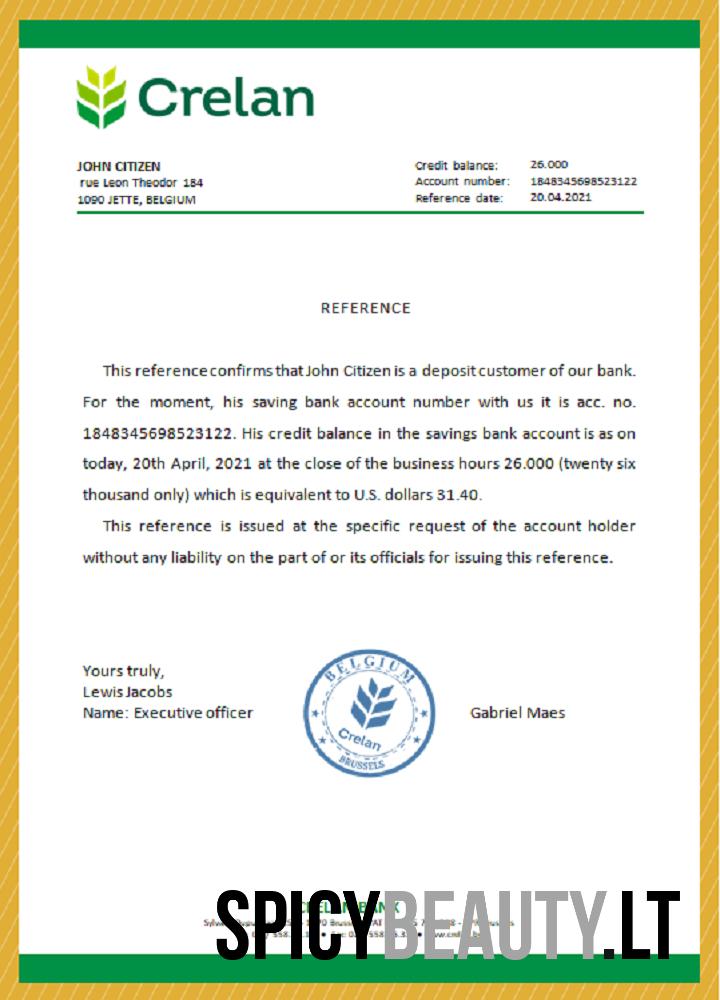 Crelan
JOHN CITIZEN
rue Leon Theodor 184
1090 JETTE, BELGIUM
Credit balance: 26.000
Account number: 1848345698523122
Reference date: 20.04.2021
REFERENCE
This reference confirms that John Citizen is a deposit customer of our bank.
For the moment, his saving bank account number with us it is acc. no.
1848345698523122. His credit balance in the savings bank account is as on
today, 20th April, 2021 at the close of the business hours 26.000 (twenty six
thousand only) which is equivalent to U.S. dollars 31.40.
This reference is issued at the specific request of the account holder
without any liability on the part of or its officials for issuing this reference.
Yours truly,
Lewis Jacobs
Name: Executive officer
BELGIUM
Crelan
BRUSSELS
Gabriel Maes
CRELAN BANK
SPICYBEAUTY.LT